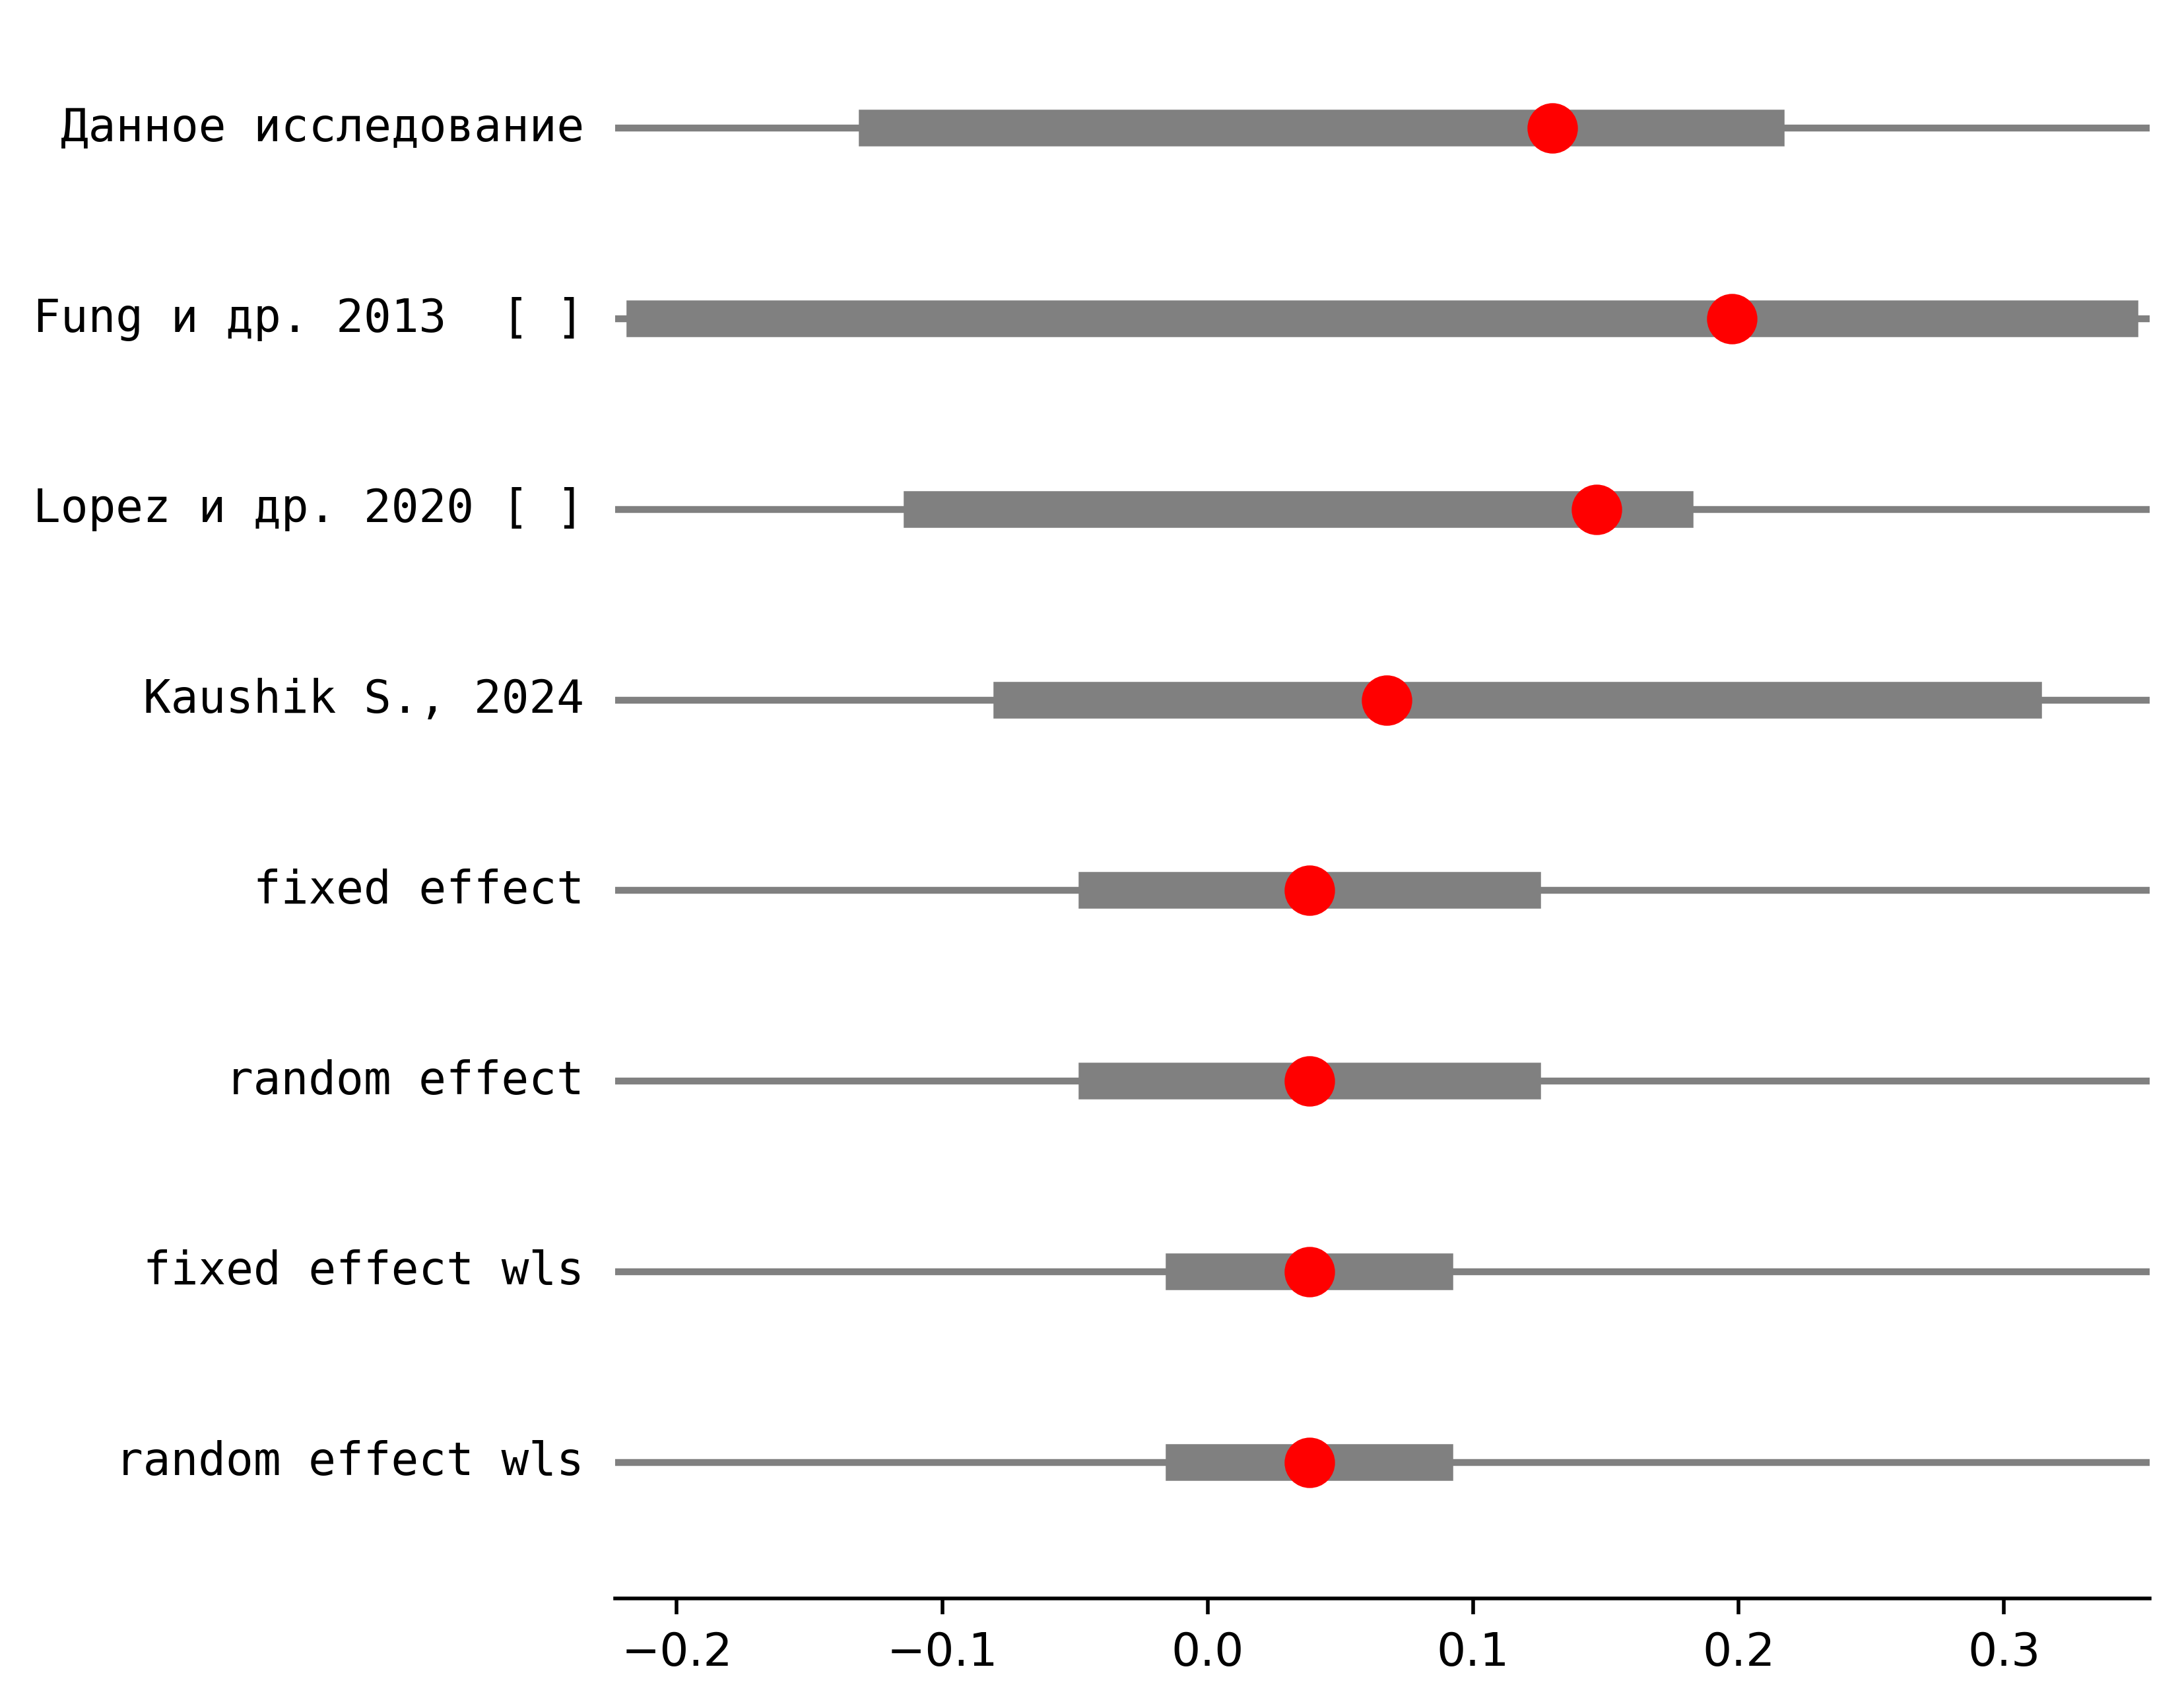 Данное исследование
Fung и др. 2013  [ ]
Lopez и др. 2020 [ ]
Kaushik S., 2024
fixed effect
random effect
fixed effect wls
random effect wls
−0.2 −0.1 0.0 0.1 0.2 0.3